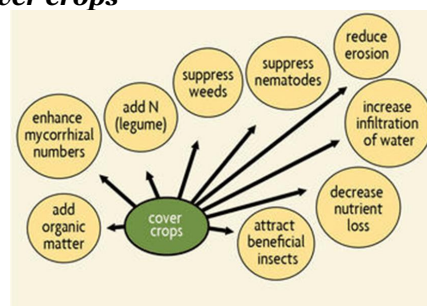 crops
reduce
erosion
suppress
nematodes
suppress
weeds
add N
(legume)
enhance
mycorrhizal
numbers
increase
infiltration
of water
decrease
nutrient
loss
attract
beneficial
insects
add
organic
matter
cover
crops